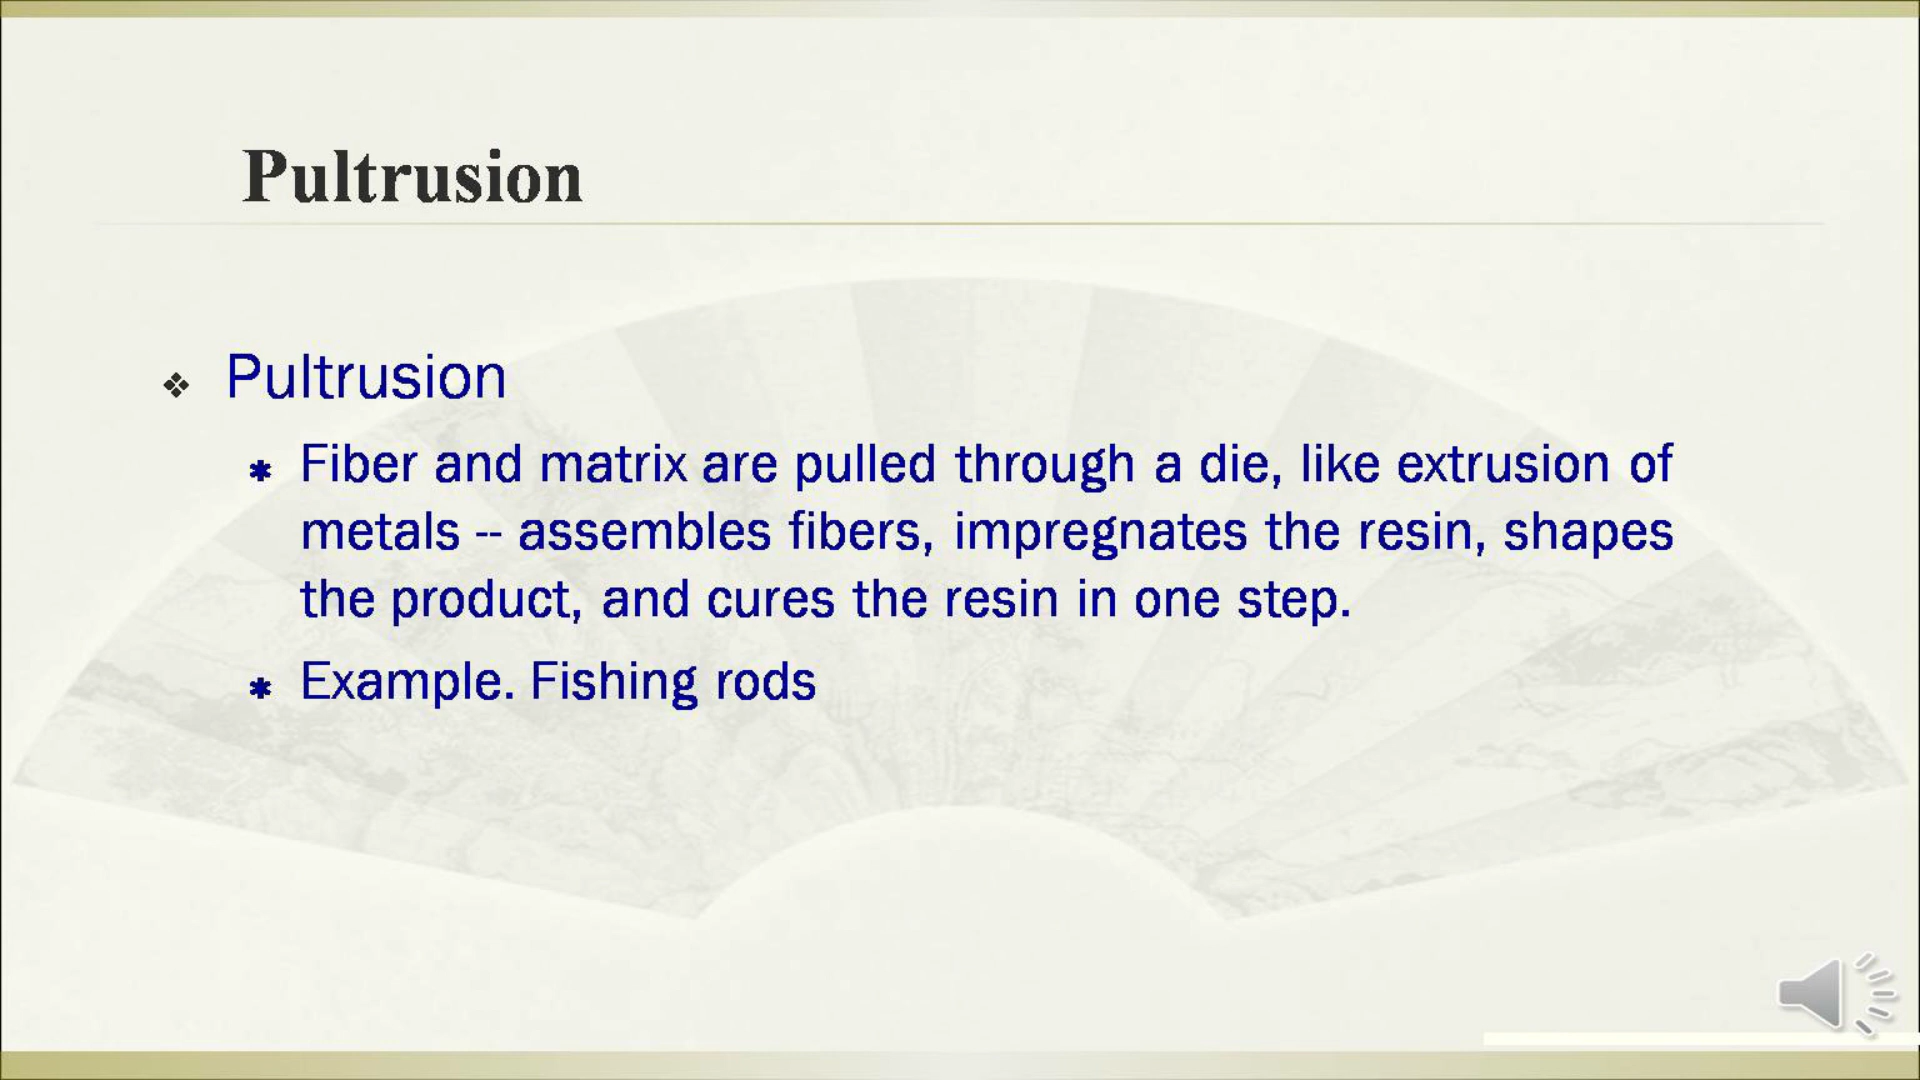 Pultrusion
Pultrusion
Fiber and matrix are pulled through a die, like extrusion of
metals -- assembles fibers, impregnates the resin, shapes
the product, and cures the resin in one step.
Example. Fishing rods